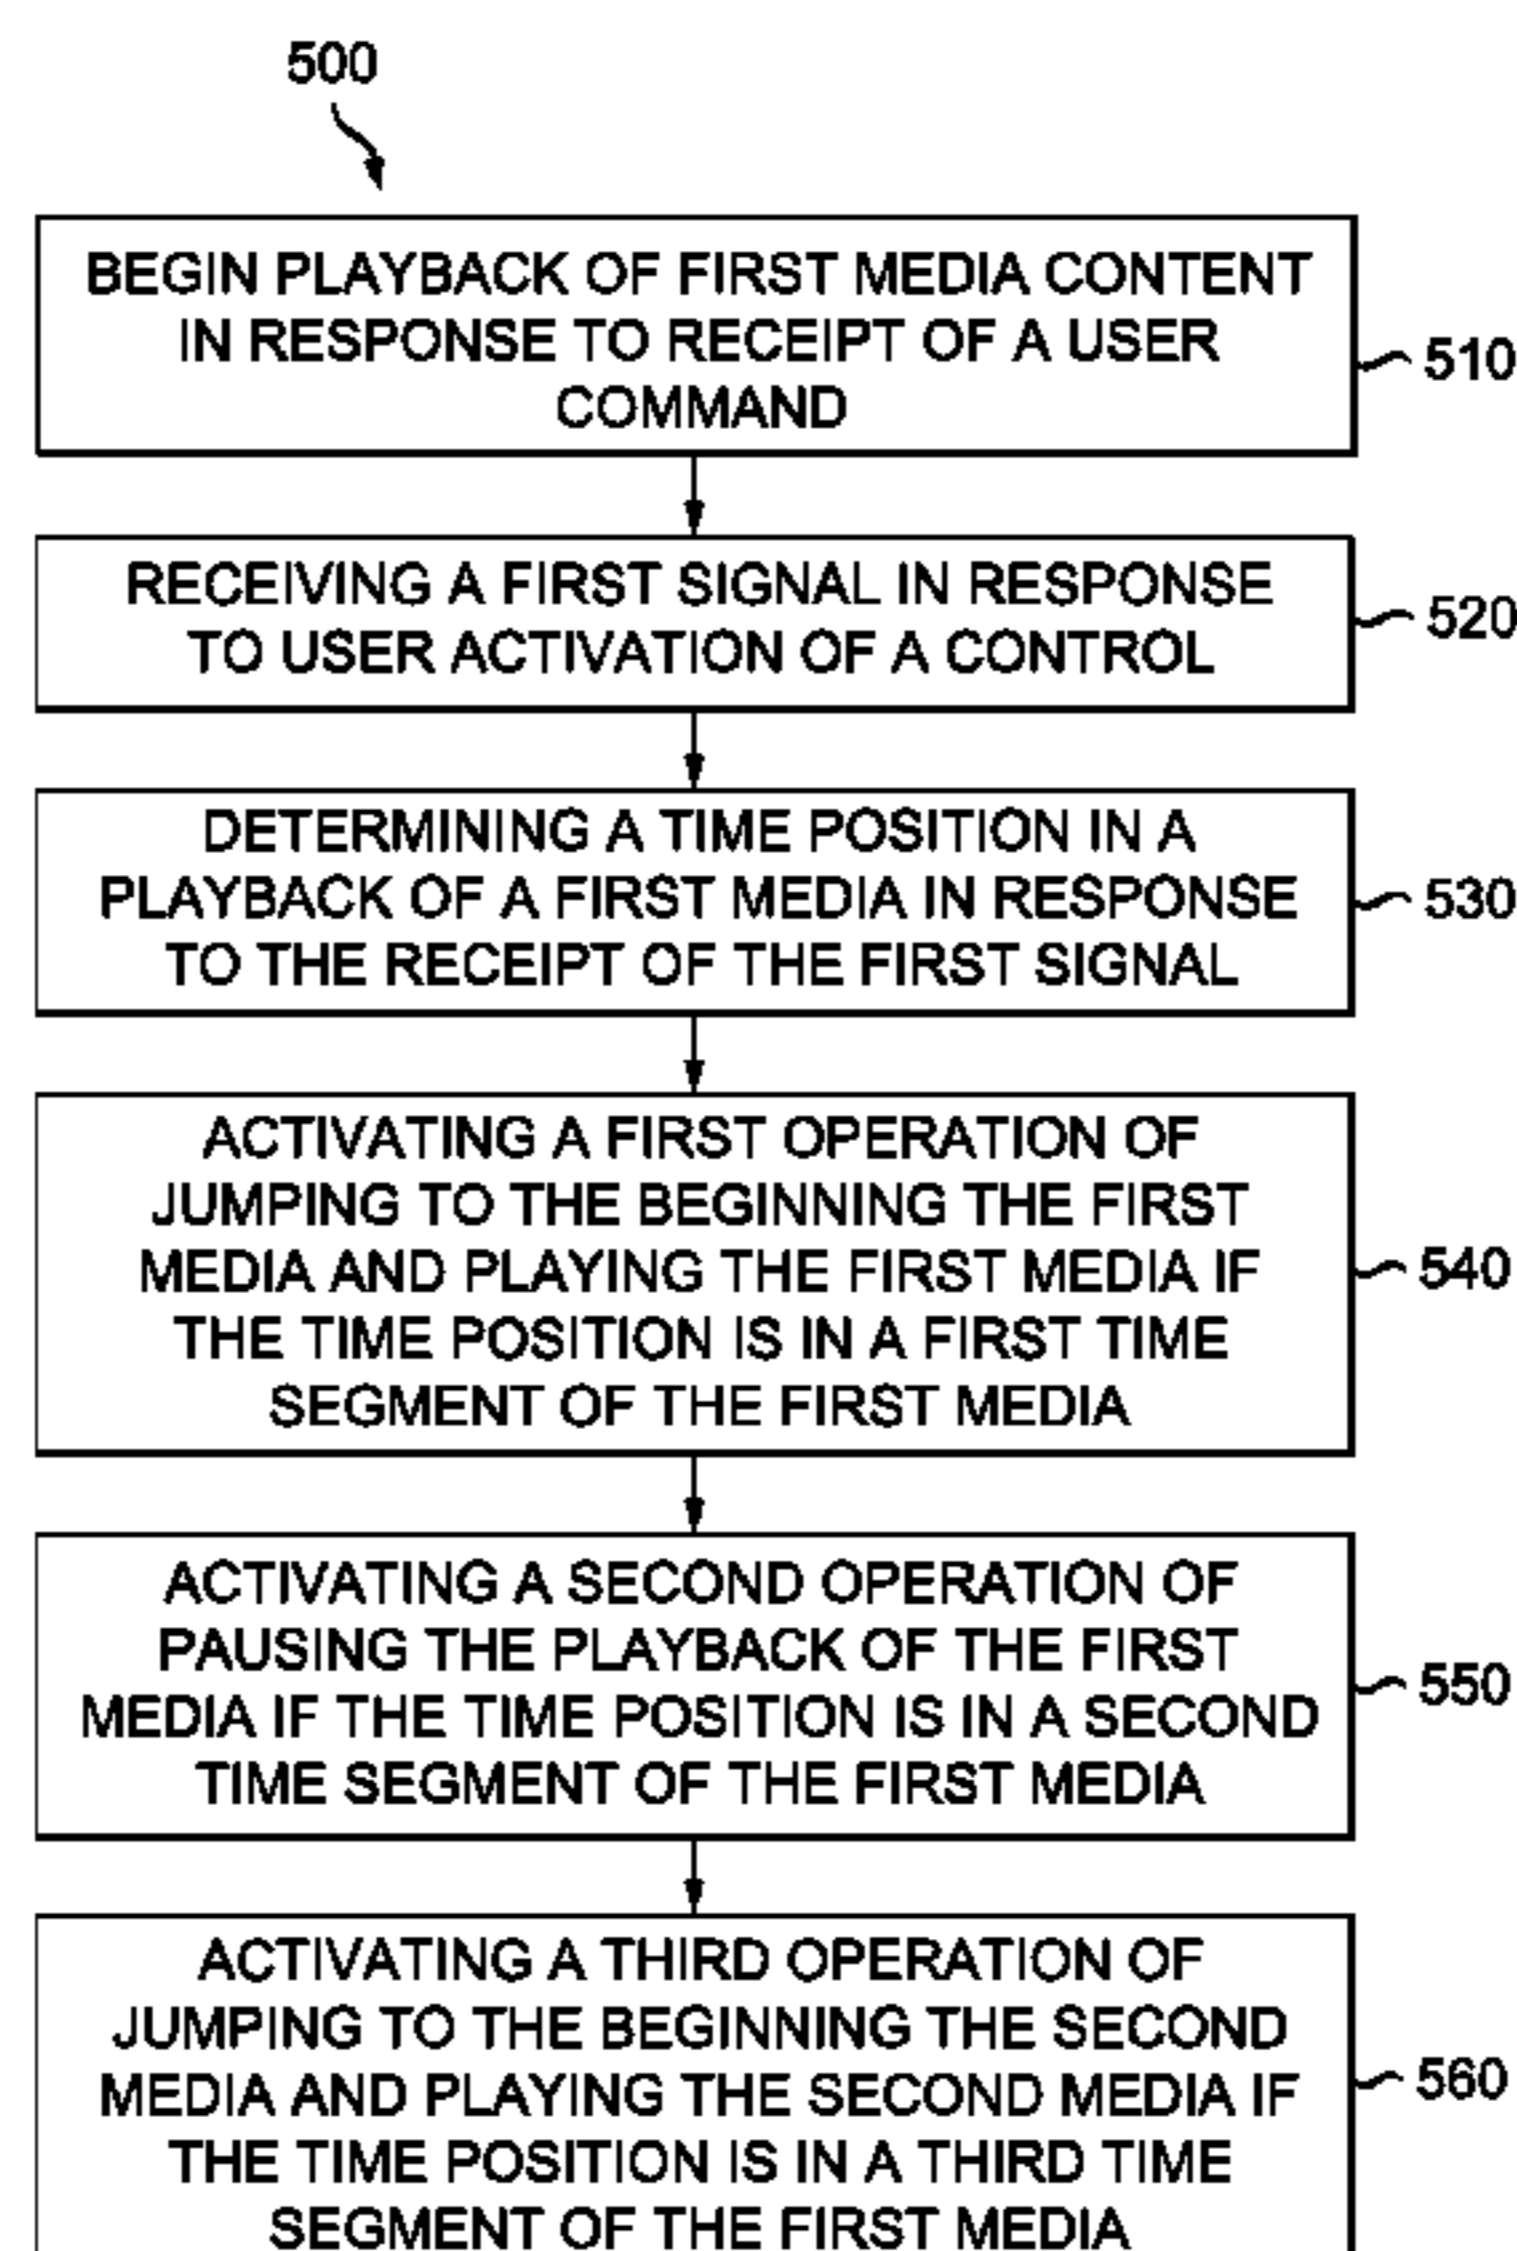 500
BEGIN PLAYBACK OF FIRST MEDIA CONTENT
IN RESPONSE TO RECEIPT OF A USER
COMMAND
510
RECEIVING A FIRST SIGNAL IN RESPONSE
TO USER ACTIVATION OF A CONTROL
520
DETERMINING A TIME POSITION IN A
PLAYBACK OF A FIRST MEDIA IN RESPONSE
TO THE RECEIPT OF THE FIRST SIGNAL
530
ACTIVATING A FIRST OPERATION OF
JUMPING TO THE BEGINNING THE FIRST
MEDIA AND PLAYING THE FIRST MEDIA IF
THE TIME POSITION IS IN A FIRST TIME
SEGMENT OF THE FIRST MEDIA
540
ACTIVATING A SECOND OPERATION OF
PAUSING THE PLAYBACK OF THE FIRST
MEDIA IF THE TIME POSITION IS IN A SECOND
TIME SEGMENT OF THE FIRST MEDIA
550
ACTIVATING A THIRD OPERATION OF
JUMPING TO THE BEGINNING THE SECOND
MEDIA AND PLAYING THE SECOND MEDIA IF
THE TIME POSITION IS IN A THIRD TIME
SEGMENT OF THE FIRST MEDIA
560